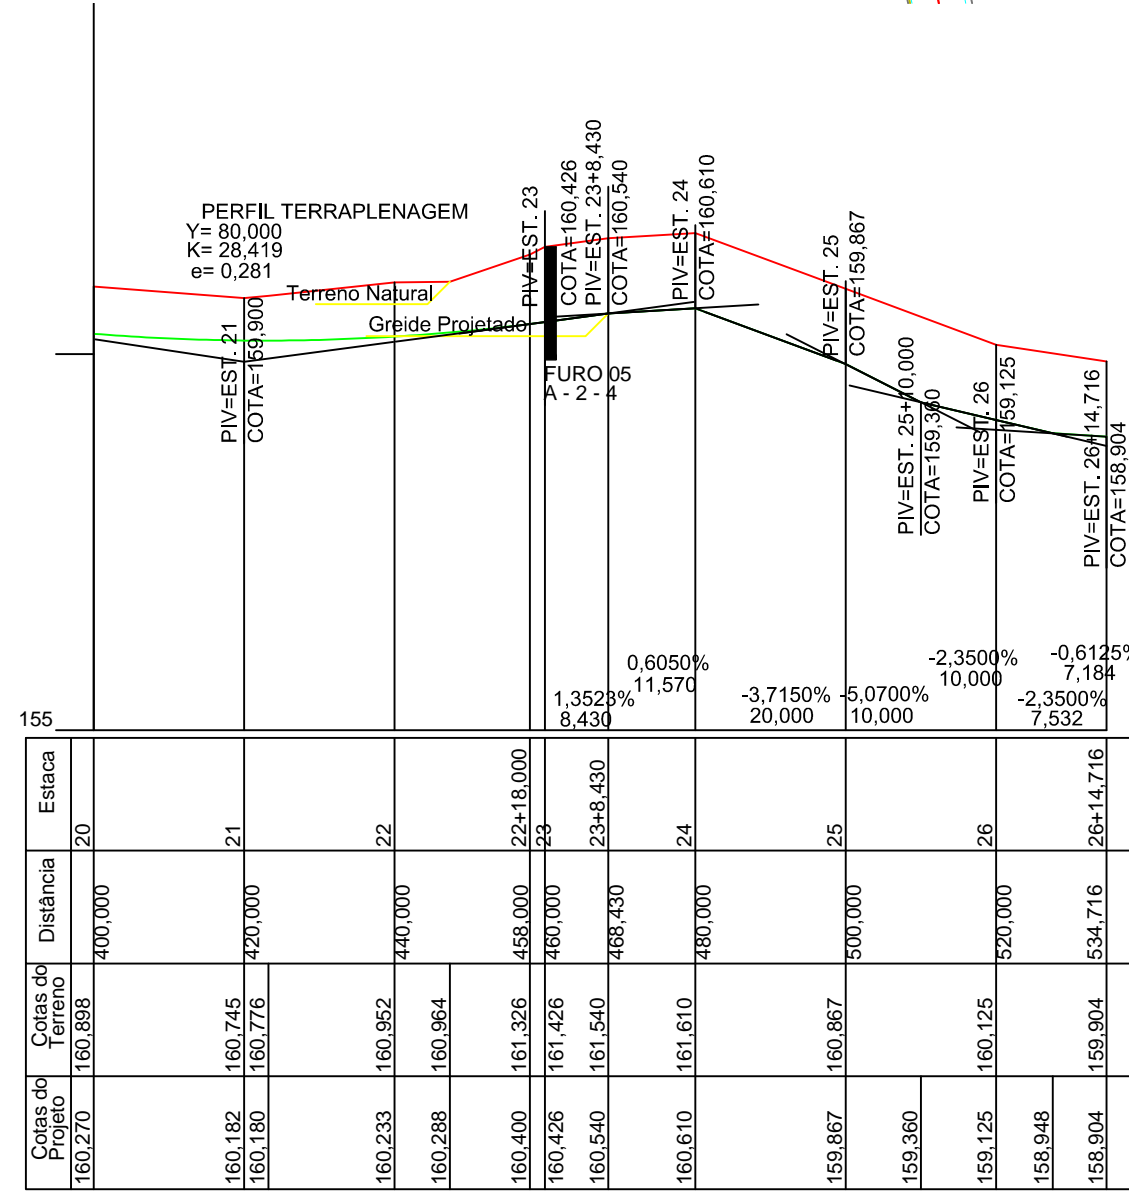 PERFIL TERRAPLENAGEM
Y= 80,000
K= 28,419
e= 0,281
Terreno Natural
Greide Projetado
PIV=EST. 21
COTA=159,900
PIV=EST. 23
COTA=160,426
PIV=EST. 23+8,430
COTA=160,540
PIV=EST. 24
COTA=160,610
PIV=EST. 25
COTA=159,867
PIV=EST. 25+10,000
COTA=159,360
PIV=EST. 26
COTA=159,125
PIV=EST. 26+14,716
COTA=158,904
FURO 05
A - 2 - 4
1,3523%
8,430
0,6050%
11,570
-3,7150%
20,000
-5,0700%
10,000
-2,3500%
10,000
-2,3500%
7,532
-0,6125%
7,184
155
Estaca
20
21
22
22+18,000
23
23+8,430
24
25
26
26+14,716
Distância
400,000
420,000
440,000
458,000
460,000
468,430
480,000
500,000
520,000
534,716
Cotas do
Terreno
160,898
160,745
160,776
160,952
160,964
161,326
161,426
161,540
161,610
160,867
160,125
159,904
Cotas do
Projeto
160,270
160,182
160,180
160,233
160,288
160,400
160,426
160,540
160,610
159,867
159,360
159,125
158,948
158,904